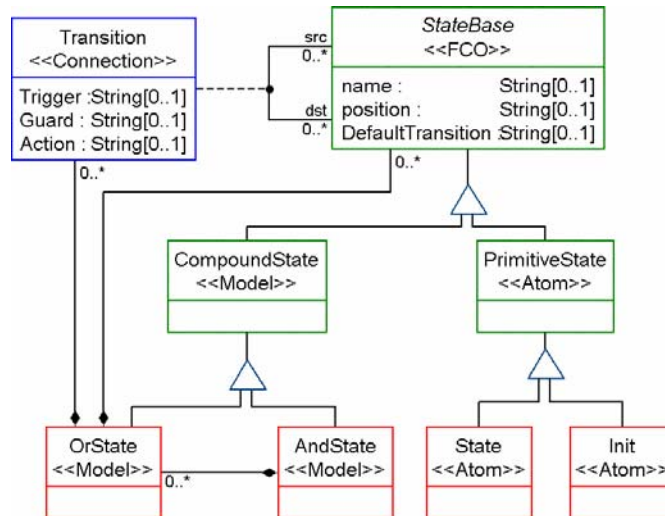 Transition
<<Connection>>
Trigger :String[0..1]
Guard : String[0..1]
Action : String[0..1]
0..*
src
0..*
dst
0..*
StateBase
<<FCO>>
name : String[0..1]
position : String[0..1]
DefaultTransition :String[0..1]
0..*
CompoundState
<<Model>>
PrimitiveState
<<Atom>>
OrState
<<Model>>
0..*
AndState
<<Model>>
State
<<Atom>>
Init
<<Atom>>